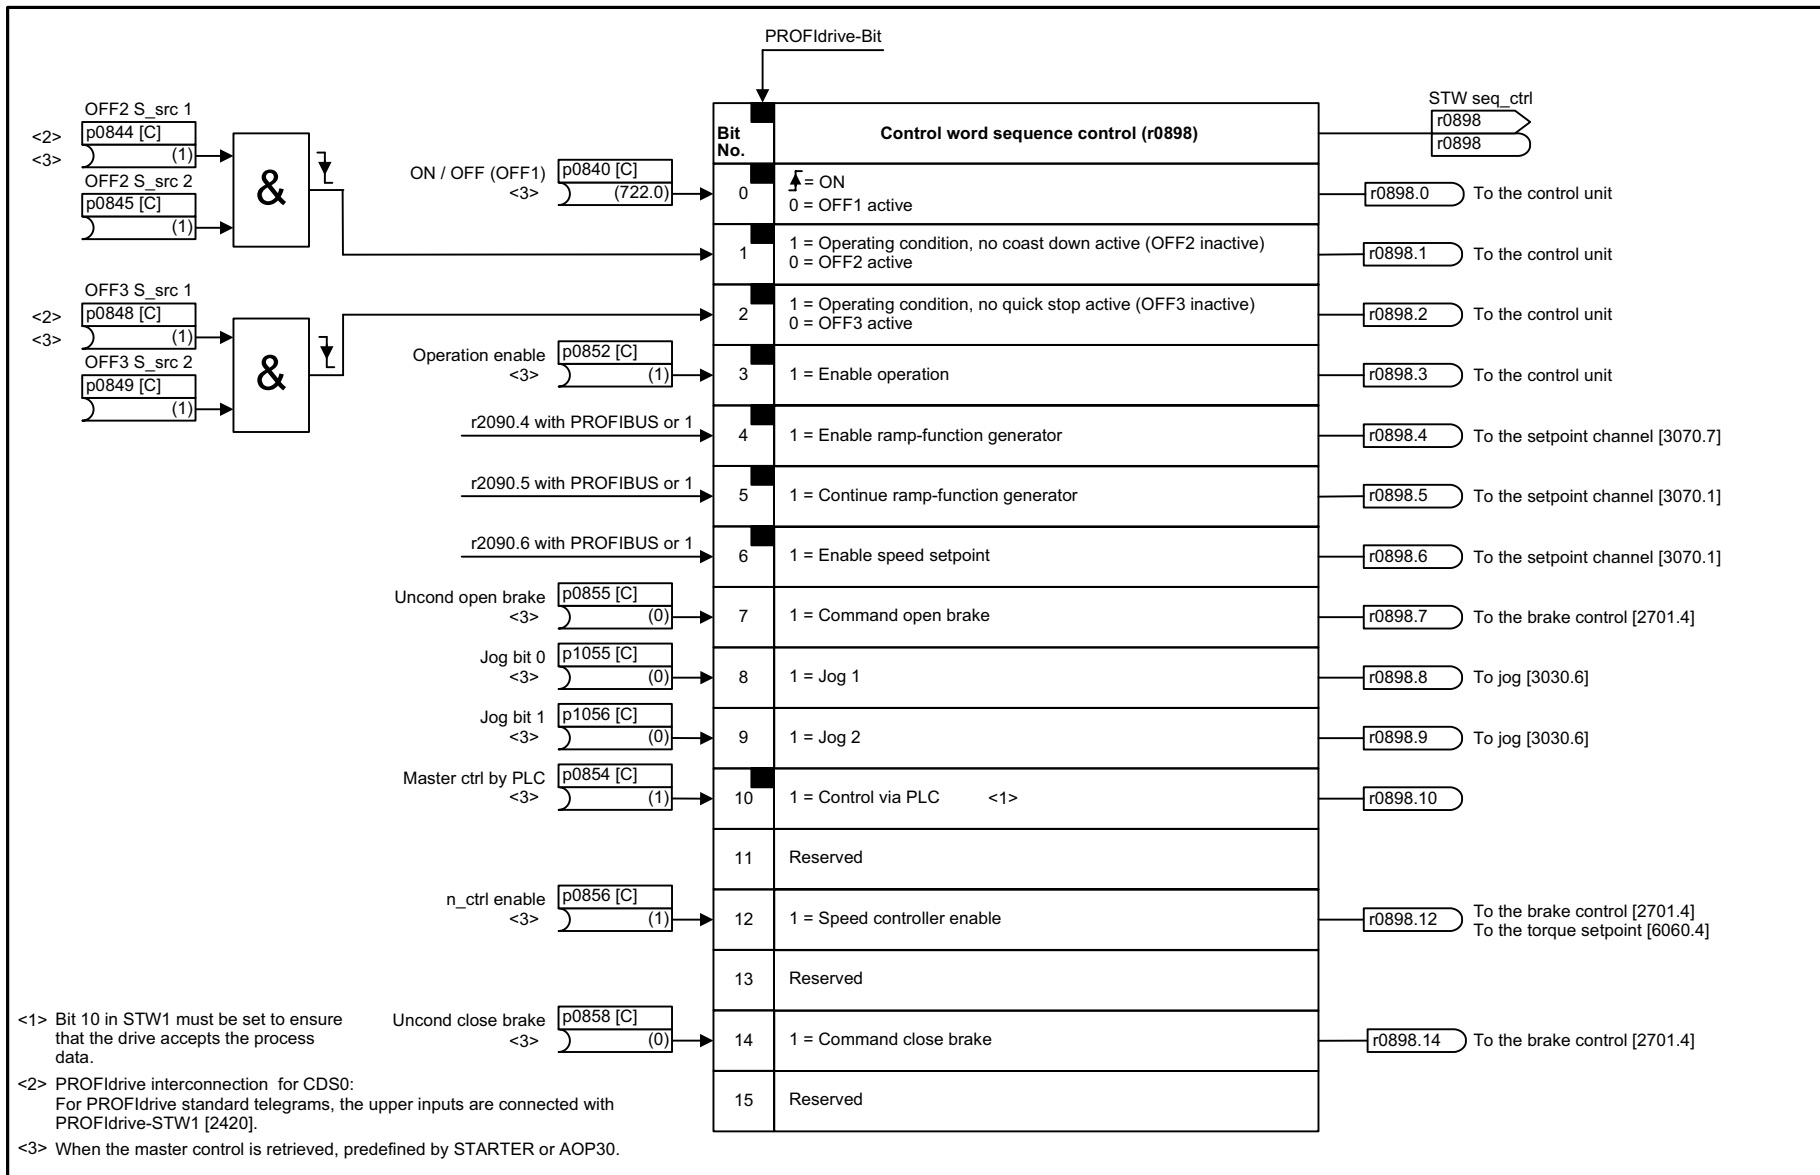 PROFIdrive-Bit
OFF2 S_src 1
<2>
p0844 [C]
<3>
(1)
OFF2 S_src 2
p0845 [C]
(1)
&
ON / OFF (OFF1)
<3>
p0840 [C]
(722.0)
Bit No.
Control word sequence control (r0898)
STW seq_ctrl
r0898
r0898
0
= ON
0 = OFF1 active
r0898.0
To the control unit
1
1 = Operating condition, no coast down active (OFF2 inactive)
0 = OFF2 active
r0898.1
To the control unit
OFF3 S_src 1
<2>
p0848 [C]
<3>
(1)
OFF3 S_src 2
p0849 [C]
(1)
&
2
1 = Operating condition, no quick stop active (OFF3 inactive)
0 = OFF3 active
r0898.2
To the control unit
Operation enable
<3>
p0852 [C]
(1)
3
1 = Enable operation
r0898.3
To the control unit
r2090.4 with PROFIBUS or 1
4
1 = Enable ramp-function generator
r0898.4
To the setpoint channel [3070.7]
r2090.5 with PROFIBUS or 1
5
1 = Continue ramp-function generator
r0898.5
To the setpoint channel [3070.1]
r2090.6 with PROFIBUS or 1
6
1 = Enable speed setpoint
r0898.6
To the setpoint channel [3070.1]
Uncond open brake
<3>
p0855 [C]
(0)
7
1 = Command open brake
r0898.7
To the brake control [2701.4]
Jog bit 0
<3>
p1055 [C]
(0)
8
1 = Jog 1
r0898.8
To jog [3030.6]
Jog bit 1
<3>
p1056 [C]
(0)
9
1 = Jog 2
r0898.9
To jog [3030.6]
Master ctrl by PLC
<3>
p0854 [C]
(1)
10
1 = Control via PLC <1>
r0898.10
11
Reserved
n_ctrl enable
<3>
p0856 [C]
(1)
12
1 = Speed controller enable
r0898.12
To the brake control [2701.4]
To the torque setpoint [6060.4]
13
Reserved
Uncond close brake
<3>
p0858 [C]
(0)
14
1 = Command close brake
r0898.14
To the brake control [2701.4]
15
Reserved
<1> Bit 10 in STW1 must be set to ensure
that the drive accepts the process
data.
<2> PROFIdrive interconnection for CDS0:
For PROFIdrive standard telegrams, the upper inputs are connected with
PROFIdrive-STW1 [2420].
<3> When the master control is retrieved, predefined by STARTER or AOP30.